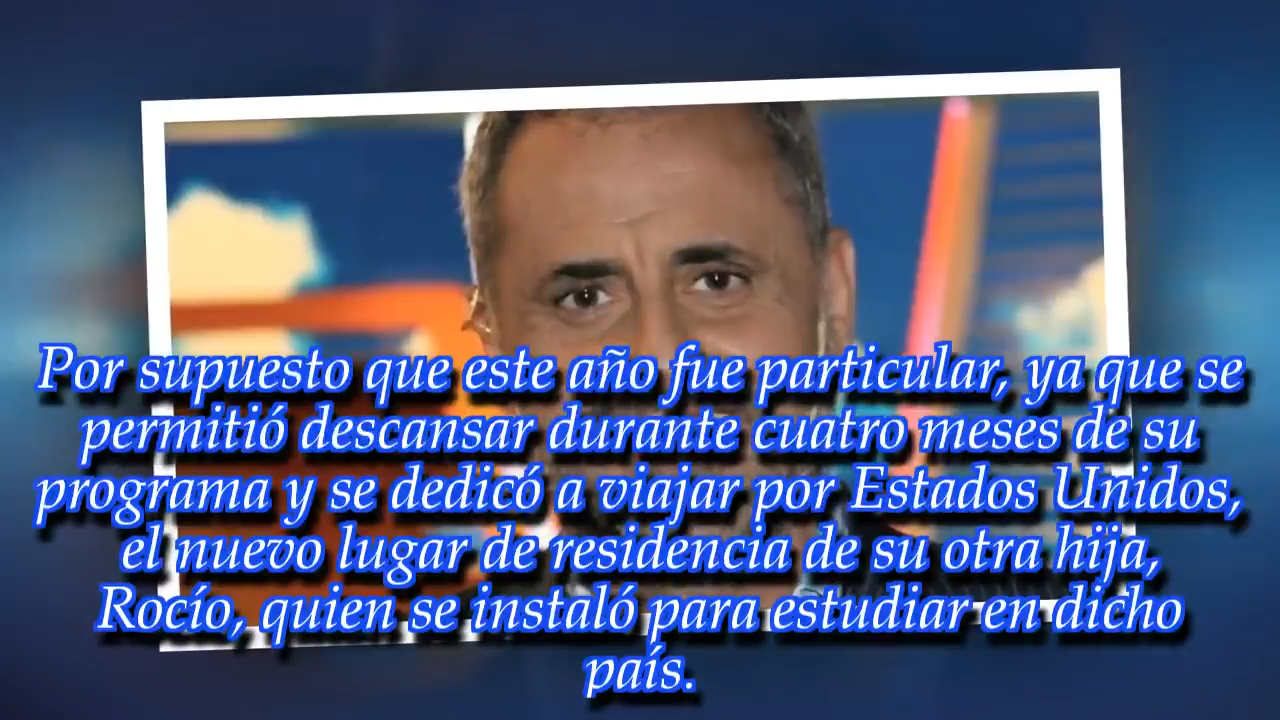 Por supuesto que este año fue particular, ya que se
permitió descansar durante cuatro meses de su
programa y se dedicó a viajar por Estados Unidos,
el nuevo lugar de residencia de su otra hija,
Rocío, quien se instaló para estudiar en dicho
país.